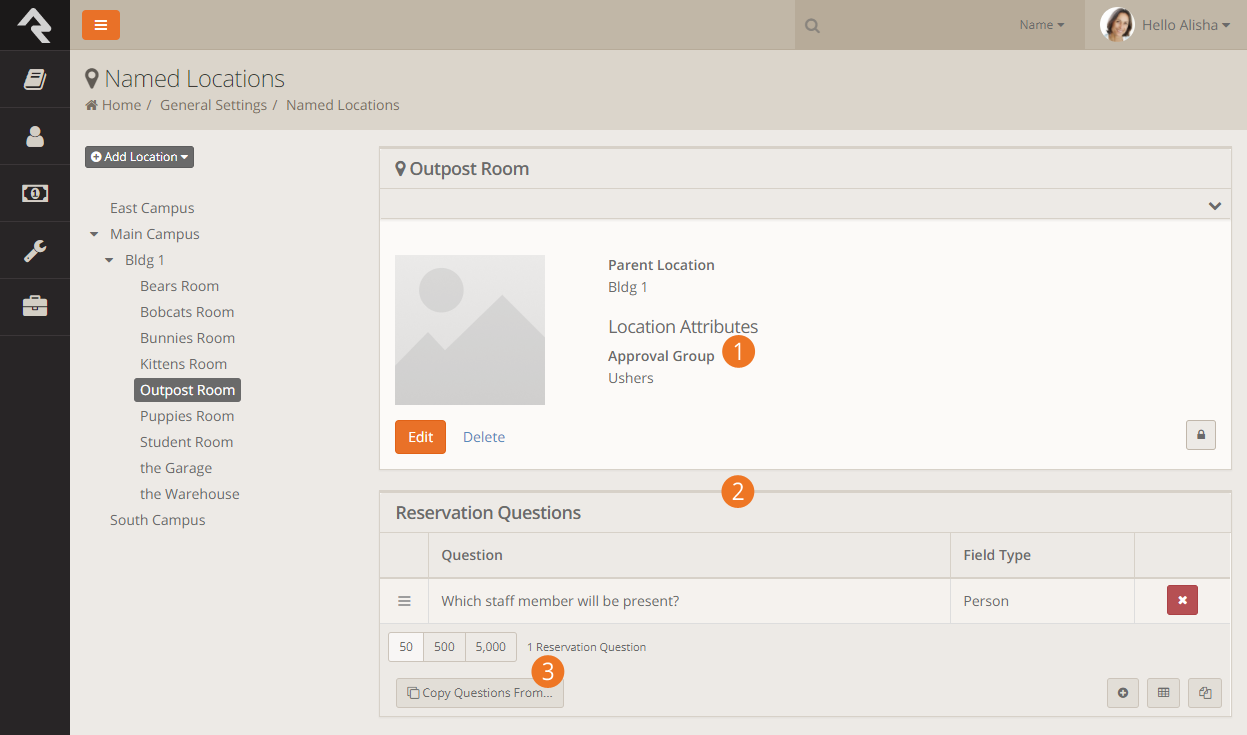 Name
Hello Alisha
Named Locations
Home / General Settings / Named Locations
Add Location
East Campus
Main Campus
Bldg 1
Bears Room
Bobcats Room
Bunnies Room
Kittens Room
Outpost Room
Puppies Room
Student Room
the Garage
the Warehouse
South Campus
Outpost Room
Parent Location
Bldg 1
Location Attributes
Approval Group 1
Ushers
Edit Delete
2
Reservation Questions
Question Field Type
Which staff member will be present? Person
50 500 5,000 1 Reservation Question
3
Copy Questions From...